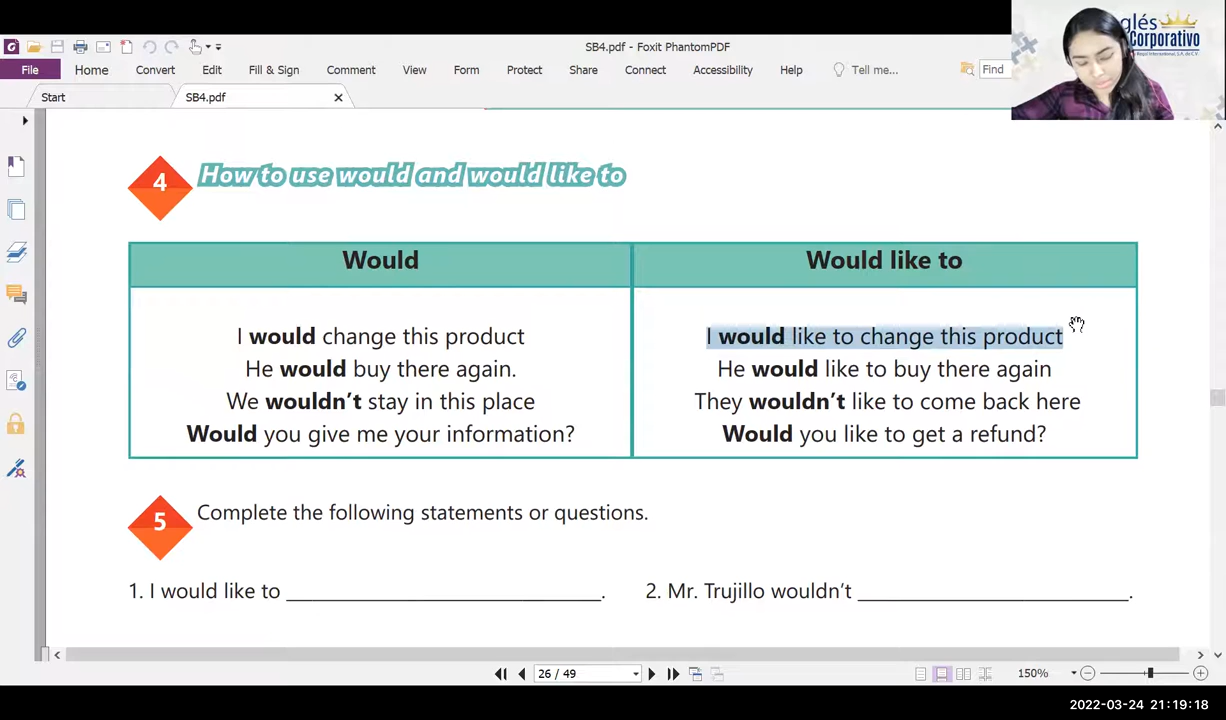 SB4.pdf - Foxit PhantomPDF
glés
Corporativo
File Home Convert Edit Fill & Sign Comment View Form Protect Share Connect Accessibility Help Tell me... Find
Start SB4.pdf
4 How to use would and would like to
Would
I would change this product
He would buy there again.
We wouldn't stay in this place
Would you give me your information?
Would like to
I would like to change this product
He would like to buy there again
They wouldn't like to come back here
Would you like to get a refund?
5 Complete the following statements or questions.
1. I would like to ____________________________. 2. Mr. Trujillo wouldn't ________________________.
26 / 49 150%
2022-03-24 21:19:18